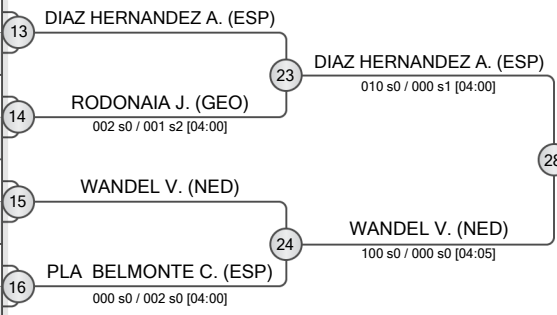 DIAZ HERNANDEZ A. (ESP)
13
23
DIAZ HERNANDEZ A. (ESP)
010 s0 / 000 s1 [04:00]
RODONAIA J. (GEO)
14
002 s0 / 001 s2 [04:00]
28
WANDEL V. (NED)
15
24
WANDEL V. (NED)
100 s0 / 000 s0 [04:05]
PLA BELMONTE C. (ESP)
16
000 s0 / 002 s0 [04:00]